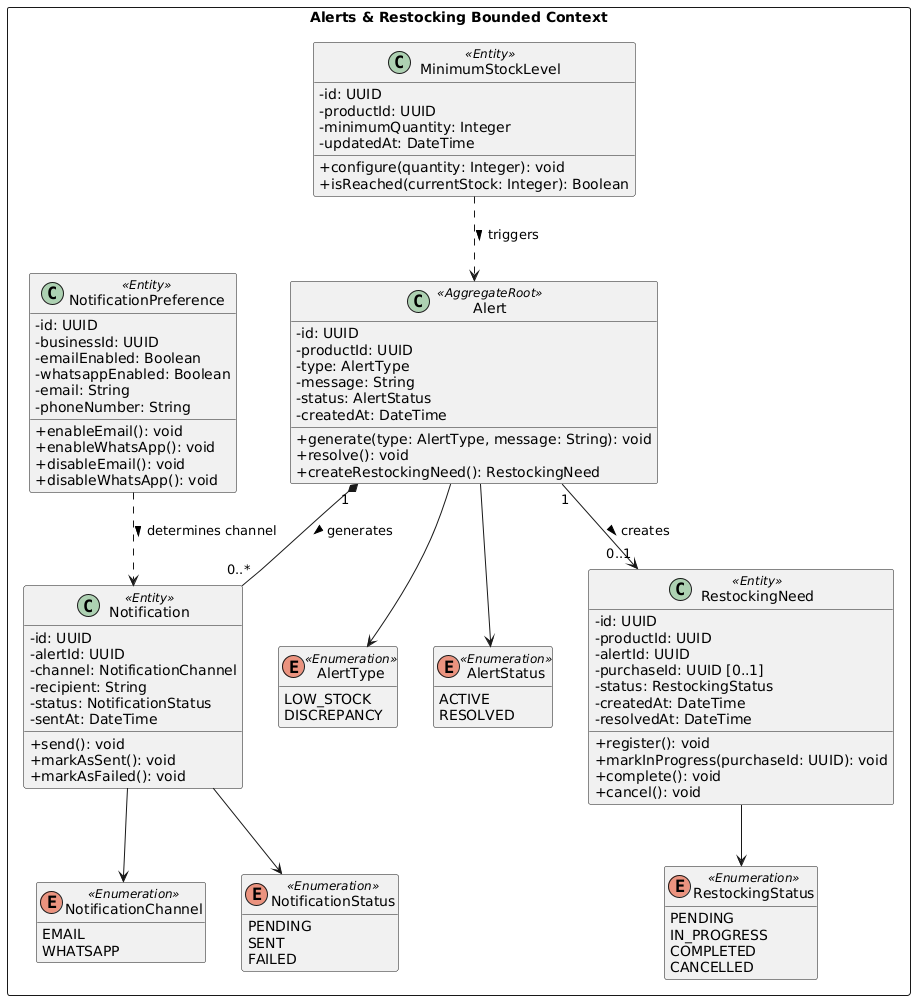 Alerts & Restocking Bounded Context
C
«Entity»
MinimumStockLevel
-id: UUID
-productId: UUID
-minimumQuantity: Integer
-updatedAt: DateTime
+configure(quantity: Integer): void
+isReached(currentStock: Integer): Boolean
triggers
C
«Entity»
NotificationPreference
-id: UUID
-businessId: UUID
-emailEnabled: Boolean
-whatsappEnabled: Boolean
-email: String
-phoneNumber: String
+enableEmail(): void
+enableWhatsApp(): void
+disableEmail(): void
+disableWhatsApp(): void
C
«AggregateRoot»
Alert
-id: UUID
-productId: UUID
-type: AlertType
-message: String
-status: AlertStatus
-createdAt: DateTime
+generate(type: AlertType, message: String): void
+resolve(): void
+createRestockingNeed(): RestockingNeed
determines channel
1
generates
0..*
1
creates
0..1
C
«Entity»
Notification
-id: UUID
-alertId: UUID
-channel: NotificationChannel
-recipient: String
-status: NotificationStatus
-sentAt: DateTime
+send(): void
+markAsSent(): void
+markAsFailed(): void
E
«Enumeration»
AlertType
LOW_STOCK
DISCREPANCY
E
«Enumeration»
AlertStatus
ACTIVE
RESOLVED
C
«Entity»
RestockingNeed
-id: UUID
-productId: UUID
-alertId: UUID
-purchaseId: UUID [0..1]
-status: RestockingStatus
-createdAt: DateTime
-resolvedAt: DateTime
+register(): void
+markInProgress(purchaseId: UUID): void
+complete(): void
+cancel(): void
E
«Enumeration»
NotificationChannel
EMAIL
WHATSAPP
E
«Enumeration»
NotificationStatus
PENDING
SENT
FAILED
E
«Enumeration»
RestockingStatus
PENDING
IN_PROGRESS
COMPLETED
CANCELLED